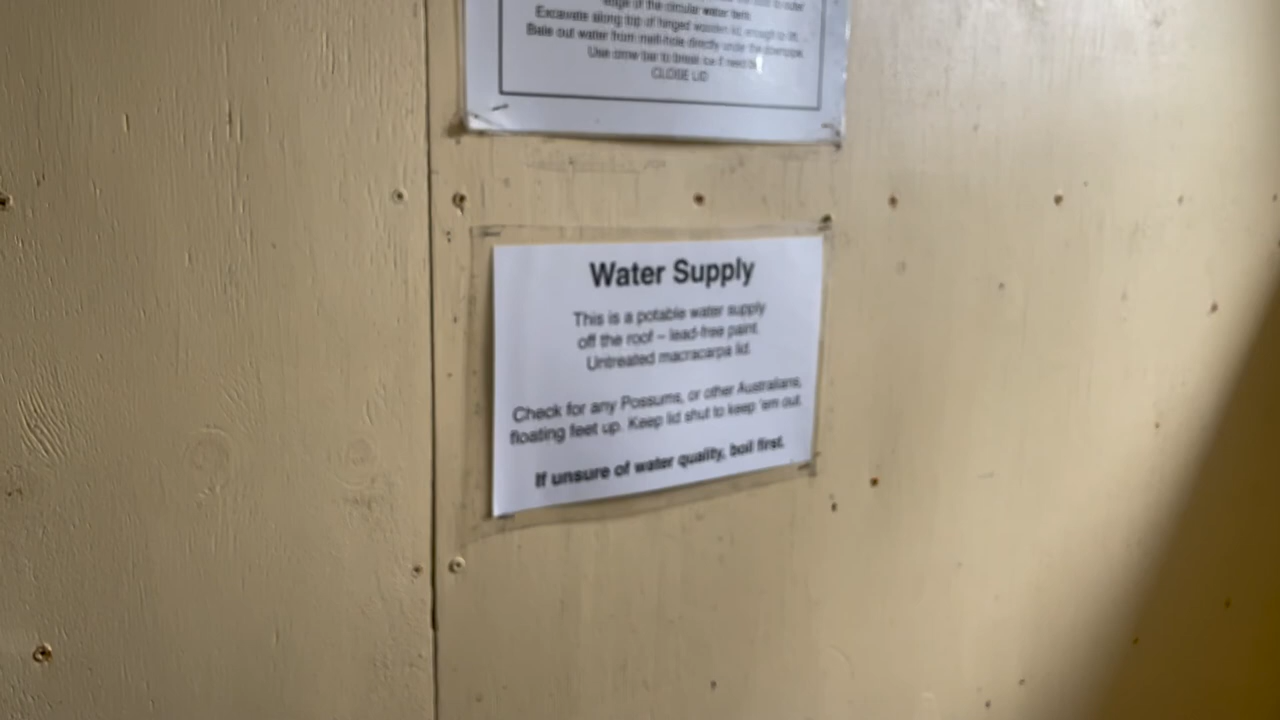 edge of the circular water tank.
Excavate along top of hinged wooden lid, enough to lift.
Bale out water from melt-hole directly under the downpipe.
Use crow bar to break ice if need be.
CLOSE LID
Water Supply
This is a potable water supply
off the roof – lead-free paint.
Untreated macracarpa lid.
Check for any Possums, or other Australians,
floating feet up. Keep lid shut to keep 'em out.
If unsure of water quality, boil first.